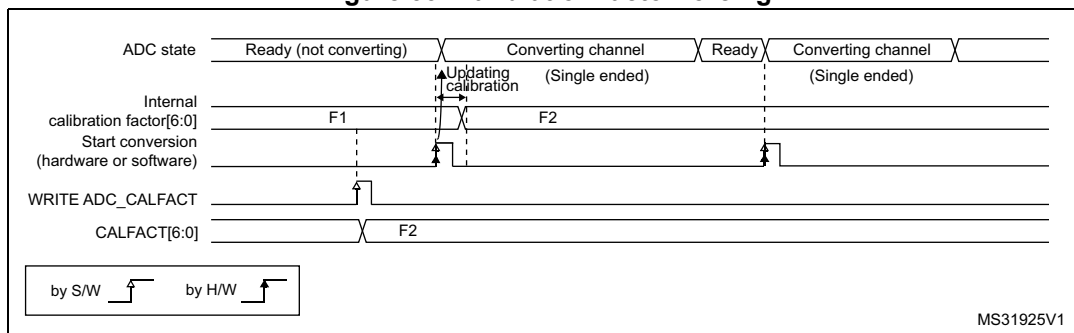 ADC state Ready (not converting) Converting channel Ready Converting channel
(Single ended) (Single ended)
Updating
calibration
Internal
calibration factor[6:0] F1 F2
Start conversion
(hardware or software)
WRITE ADC_CALFACT
CALFACT[6:0] F2
by S/W by H/W
MS31925V1